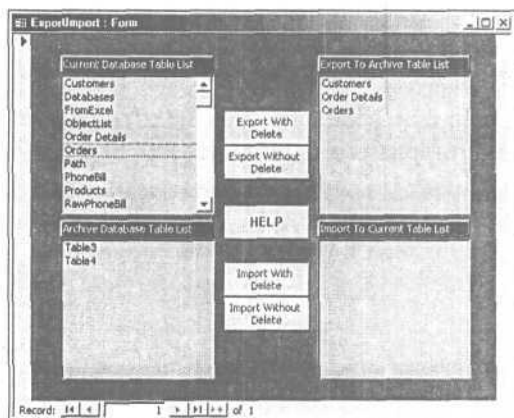 ExportImport : Form
Current Database Table List
Customers
Databases
FromExcel
ObjectList
Order Details
Orders
Path
PhoneBill
Products
RawPhoneBill
Export With
Delete
Export Without
Delete
HELP
Export To Archive Table List
Customers
Order Details
Orders
Archive Database Table List
Table3
Table4
Import With
Delete
Import Without
Delete
Import To Current Table List
Record: 1 of 1